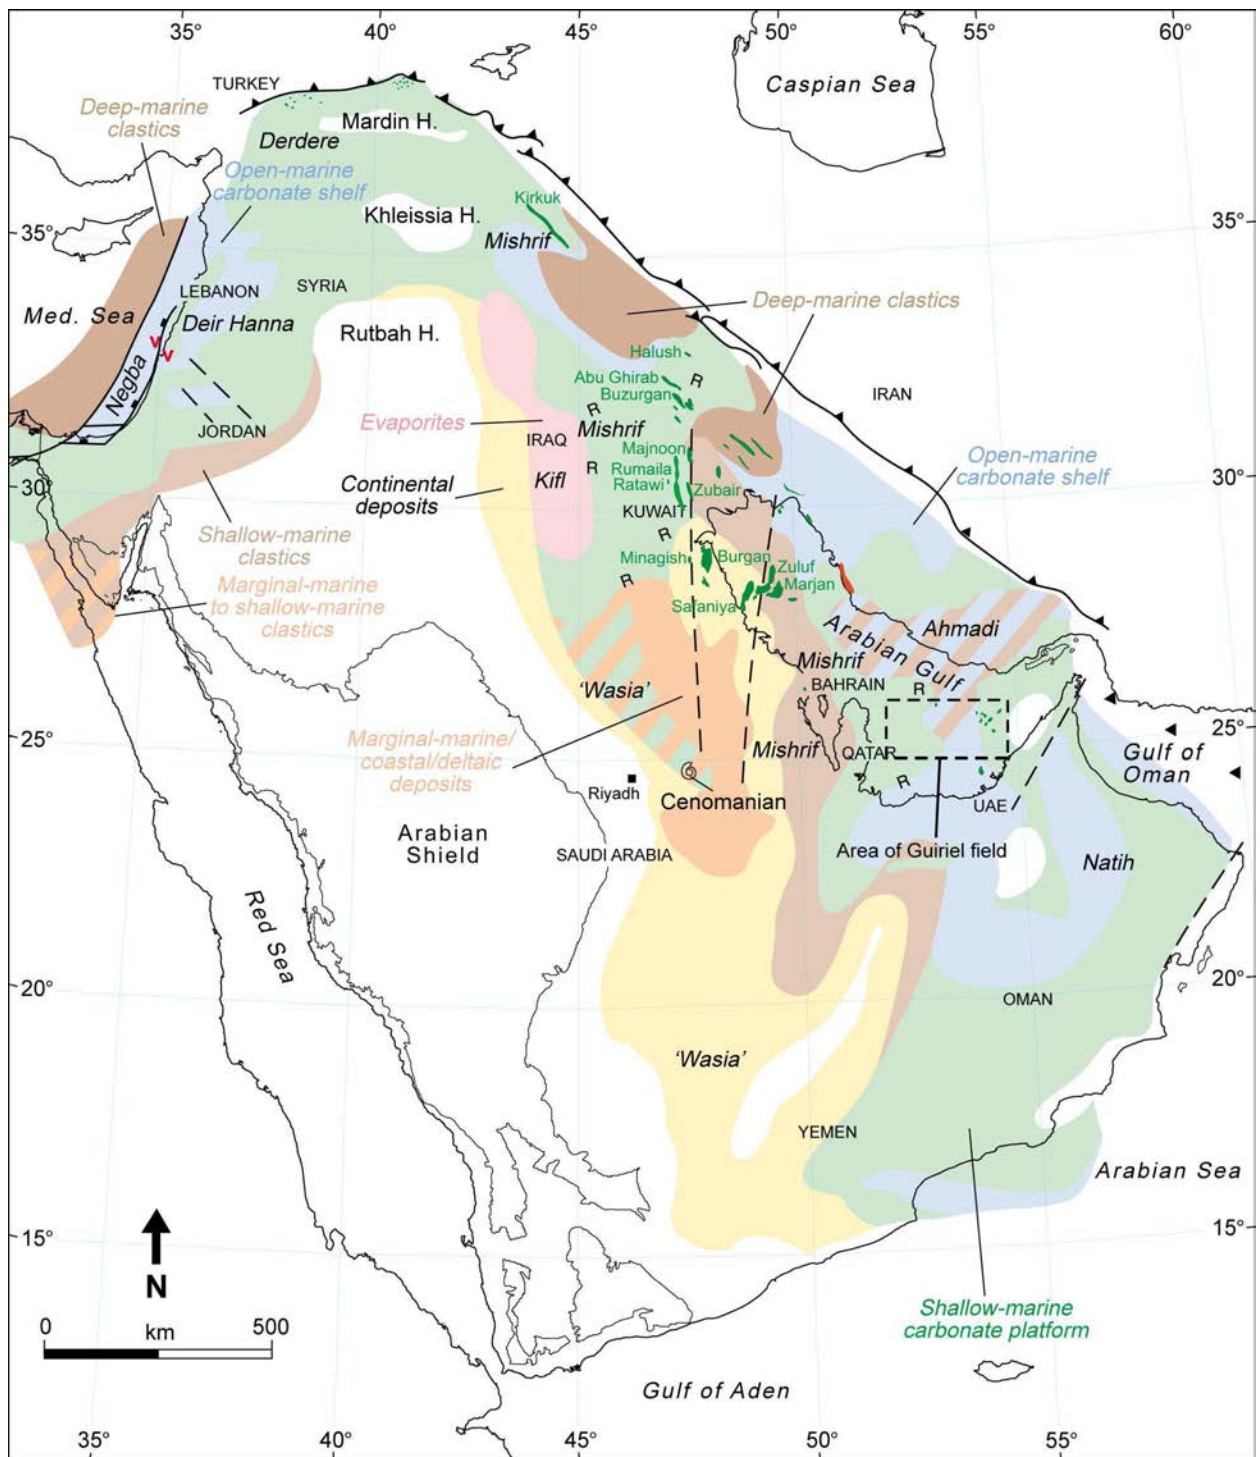 35°
40°
45°
50°
55°
60°
TURKEY
Caspian Sea
Deep-marine
clastics
Mardin H.
Derdere
Open-marine
carbonate shelf
Kirkuk
Khleissia H.
35°
35°
Mishrif
SYRIA
LEBANON
Deep-marine clastics
Med. Sea
Deir Hanna
Rutbah H.
V
V
Halush
Negba
Abu Ghirab
R
Buzurgan
IRAN
R
Evaporites
Mishrif
JORDAN
IRAQ
Majnoon
Open-marine
carbonate shelf
Rumaila
R
Kifl
Ratawi
Zubair
30°
30°
Continental
deposits
KUWAIT
Shallow-marine
clastics
R
Minagish
Burgan
Zuluf
Marjan
R
Marginal-marine
to shallow-marine
clastics
Safaniya
Ahmadi
Arabian Gulf
Mishrif
BAHRAIN
R
'Wasia'
25°
25°
Marginal-marine/
coastal/deltaic
deposits
Mishrif
QATAR
Gulf of
Oman
R
Riyadh
Cenomanian
UAE
Arabian
Shield
SAUDI ARABIA
Area of Guiriel field
Natih
Red Sea
20°
20°
OMAN
'Wasia'
YEMEN
Arabian Sea
15°
15°
N
Shallow-marine
carbonate platform
0 km 500
Gulf of Aden
35°
40°
45°
50°
55°